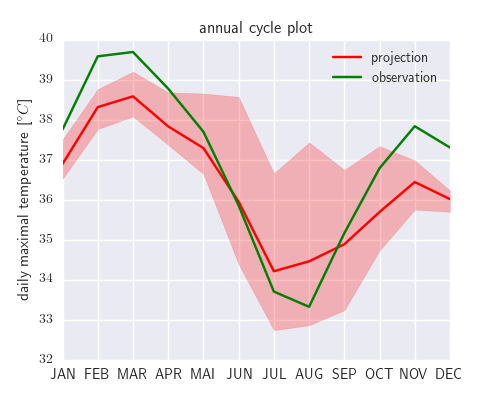 annual cycle plot
projection
observation
daily maximal temperature [°C]
40
39
38
37
36
35
34
33
32
JAN FEB MAR APR MAI JUN JUL AUG SEP OCT NOV DEC